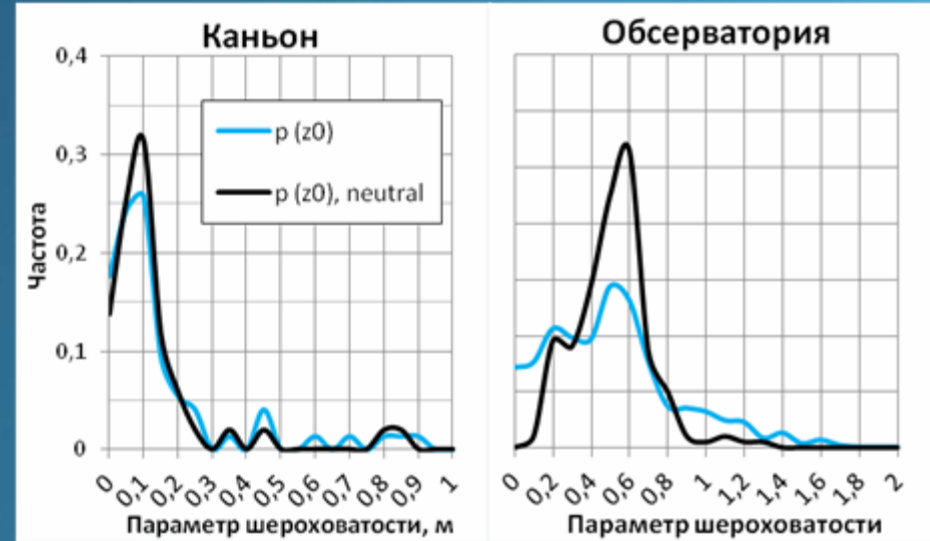 Каньон
0,4
0,3
0,2
0,1
0
Частота
p (z0)
p (z0), neutral
0 0,1 0,2 0,3 0,4 0,5 0,6 0,7 0,8 0,9 1
Параметр шероховатости, м
Обсерватория
0 0,2 0,4 0,6 0,8 1 1,2 1,4 1,6 1,8 2
Параметр шероховатости